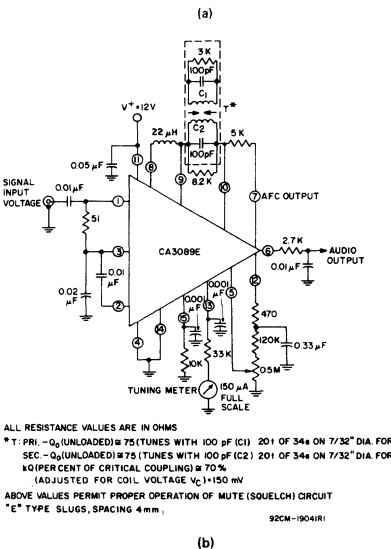 (a)
3 K
100pF
C1
T*
V+ = 12V
C2
22 µH
5 K
100pF
0.05 µF
8.2K
11
8
9
10
7
AFC OUTPUT
SIGNAL
INPUT
VOLTAGE
0.01 µF
1
51
3
CA3089E
6
2.7 K
AUDIO
OUTPUT
0.01 µF
12
0.01
µF
0.02
µF
2
0.001
µF
0.001
µF
5
470
15
13
4
14
120K
0.33 µF
10K
33K
0.5M
TUNING METER
150 µA
FULL
SCALE
ALL RESISTANCE VALUES ARE IN OHMS
* T: PRI. – Q₀ (UNLOADED) ≅ 75 (TUNES WITH 100 pF (C1) 20t OF 34e ON 7/32" DIA. FOR
SEC. – Q₀ (UNLOADED) ≅ 75 (TUNES WITH 100 pF (C2) 20t OF 34e ON 7/32" DIA. FOR
kQ (PERCENT OF CRITICAL COUPLING) ≅ 70 %
(ADJUSTED FOR COIL VOLTAGE VC) = 150 mV
ABOVE VALUES PERMIT PROPER OPERATION OF MUTE (SQUELCH) CIRCUIT
"E" TYPE SLUGS, SPACING 4mm
92CM-19041R1
(b)